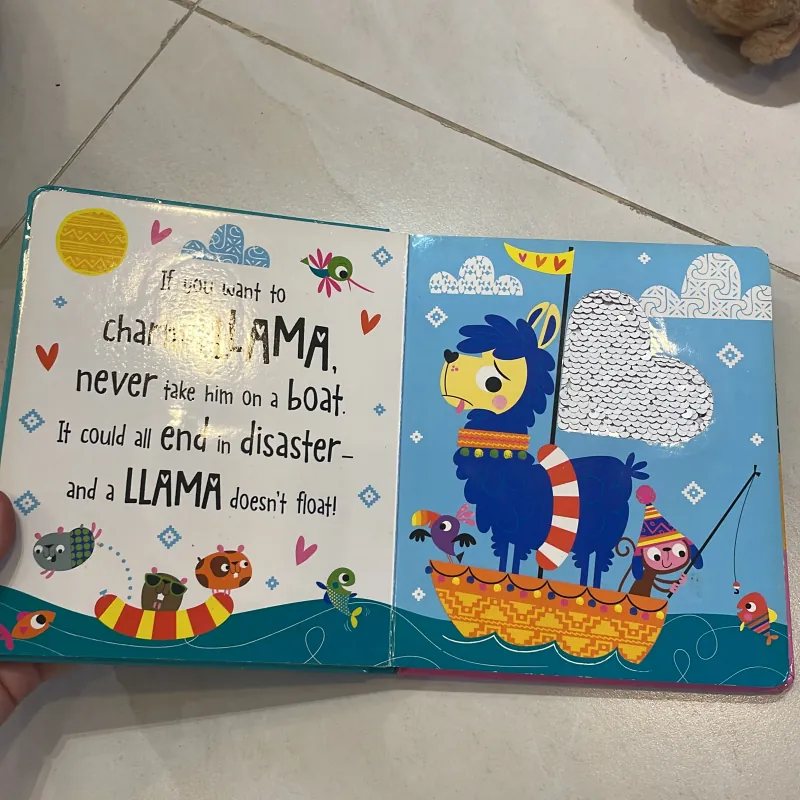 If you want to
charm a LLAMA,
never take him on a boat.
It could all end in disaster–
and a LLAMA doesn't float!